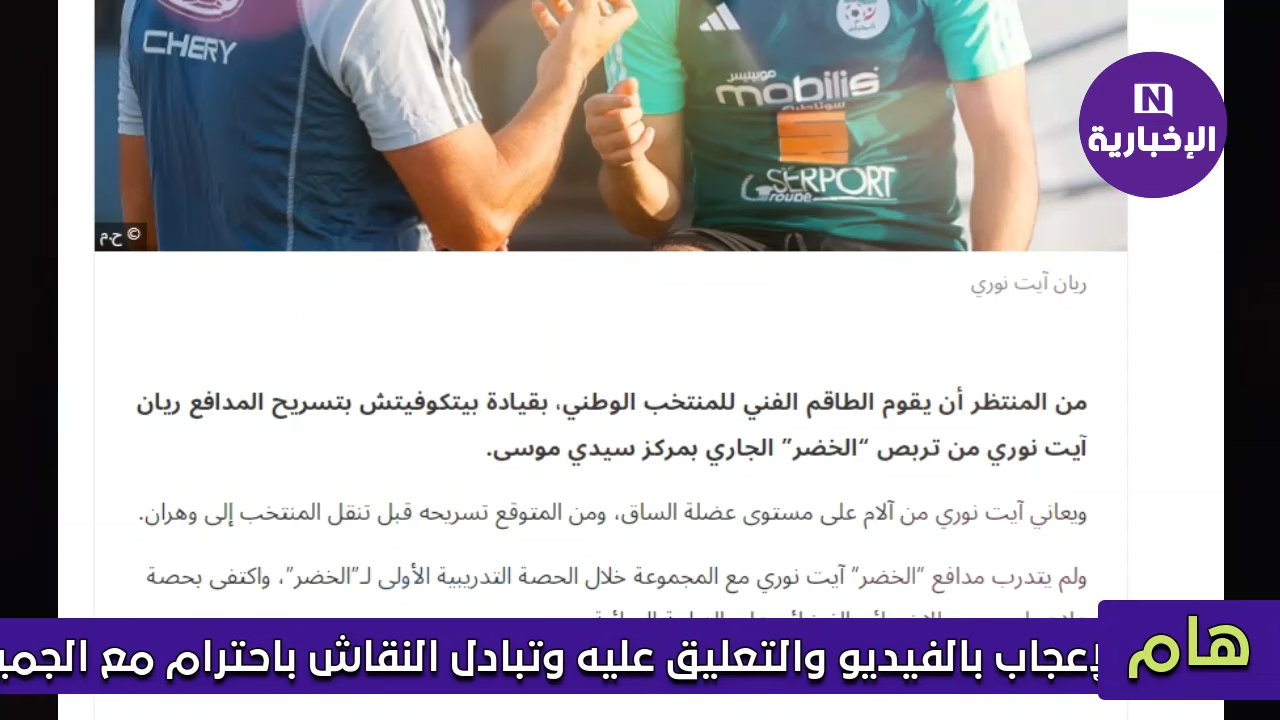 CHERY
موبيليس
mobilis
SERPORT
GROUPE
N
الإخبارية
© ح.م
ريان آيت نوري
من المنتظر أن يقوم الطاقم الفني للمنتخب الوطني، بقيادة بيتكوفيتش بتسريح المدافع ريان
آيت نوري من تربص “الخضر” الجاري بمركز سيدي موسى.
ويعاني آيت نوري من آلام على مستوى عضلة الساق، ومن المتوقع تسريحه قبل تنقل المنتخب إلى وهران.
ولم يتدرب مدافع “الخضر” آيت نوري مع المجموعة خلال الحصة التدريبية الأولى لـ”الخضر”، واكتفى بحصة
هام
لإعجاب بالفيديو والتعليق عليه وتبادل النقاش باحترام مع الجمي